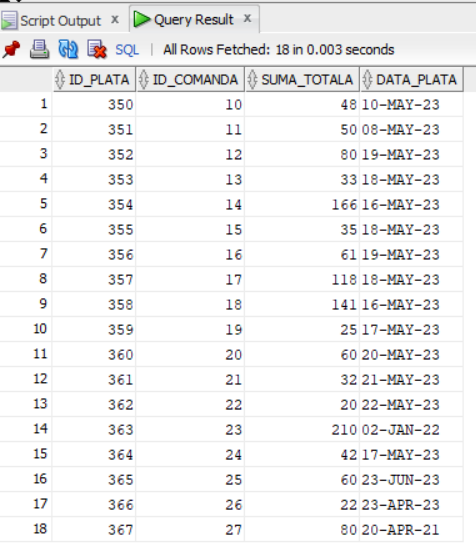 Script Output x Query Result x
SQL | All Rows Fetched: 18 in 0.003 seconds
ID_PLATA ID_COMANDA SUMA_TOTALA DATA_PLATA
1 350 10 48 10-MAY-23
2 351 11 50 08-MAY-23
3 352 12 80 19-MAY-23
4 353 13 33 18-MAY-23
5 354 14 166 16-MAY-23
6 355 15 35 18-MAY-23
7 356 16 61 19-MAY-23
8 357 17 118 18-MAY-23
9 358 18 141 16-MAY-23
10 359 19 25 17-MAY-23
11 360 20 60 20-MAY-23
12 361 21 32 21-MAY-23
13 362 22 20 22-MAY-23
14 363 23 210 02-JAN-22
15 364 24 42 17-MAY-23
16 365 25 60 23-JUN-23
17 366 26 22 23-APR-23
18 367 27 80 20-APR-21